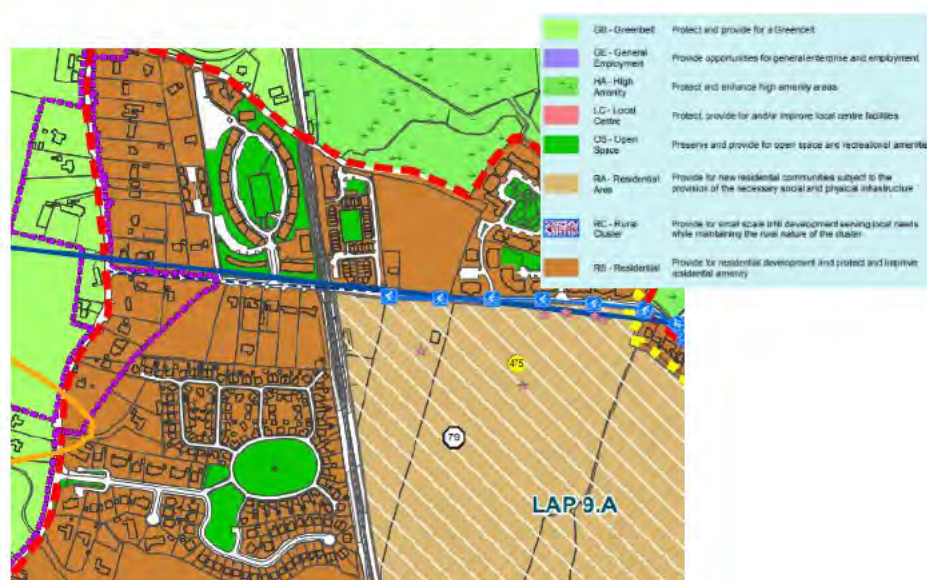 GB - Greenbelt Protect and provide for a Greenbelt
GE - General
Employment
Provide opportunities for general enterprise and employment
HA - High
Amenity
Protect and enhance high amenity areas
LC - Local
Centre
Protect, provide for and/or improve local centre facilities
OS - Open
Space
Preserve and provide for open space and recreational amenities
RA - Residential
Area
Provide for new residential communities subject to the
provision of the necessary social and physical infrastructure
RC - Rural
Cluster
Provide for small scale infill development serving local needs
while maintaining the rural nature of the cluster
RS - Residential
Provide for residential development and protect and improve
residential amenity
475
79
LAP 9.A